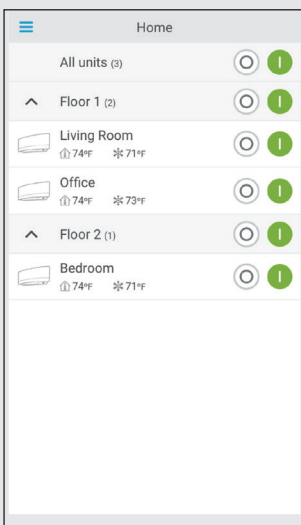 Home
All units (3)
Floor 1 (2)
Living Room
74°F 71°F
Office
74°F 73°F
Floor 2 (1)
Bedroom
74°F 71°F